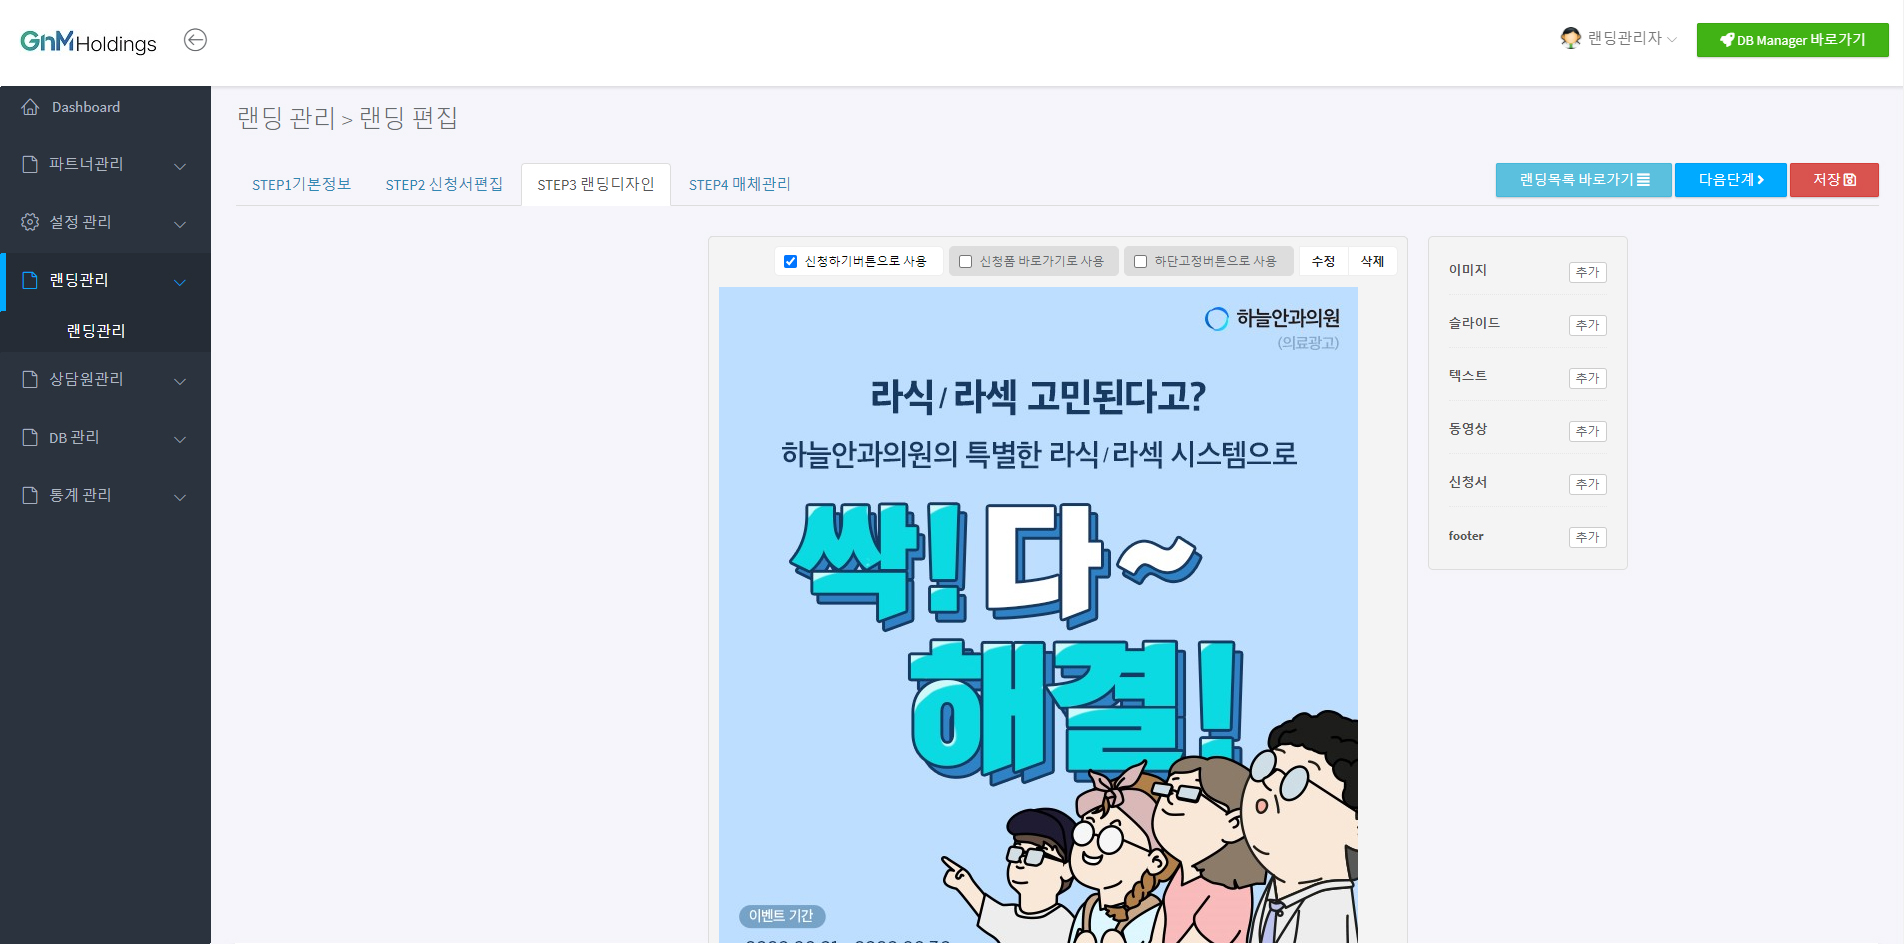 GnMHoldings
랜딩관리자
DB Manager 바로가기
Dashboard
파트너관리
설정 관리
랜딩관리
랜딩관리
상담원관리
DB 관리
통계 관리
랜딩 관리 > 랜딩 편집
STEP1기본정보
STEP2 신청서편집
STEP3 랜딩디자인
STEP4 매체관리
랜딩목록 바로가기
다음단계
저장
신청하기버튼으로 사용
신청폼 바로가기로 사용
하단고정버튼으로 사용
수정
삭제
하늘안과의원
(의료광고)
라식/라섹 고민된다고?
하늘안과의원의 특별한 라식/라섹 시스템으로
싹! 다~
해결!
이벤트 기간
이미지 추가
슬라이드 추가
텍스트 추가
동영상 추가
신청서 추가
footer 추가